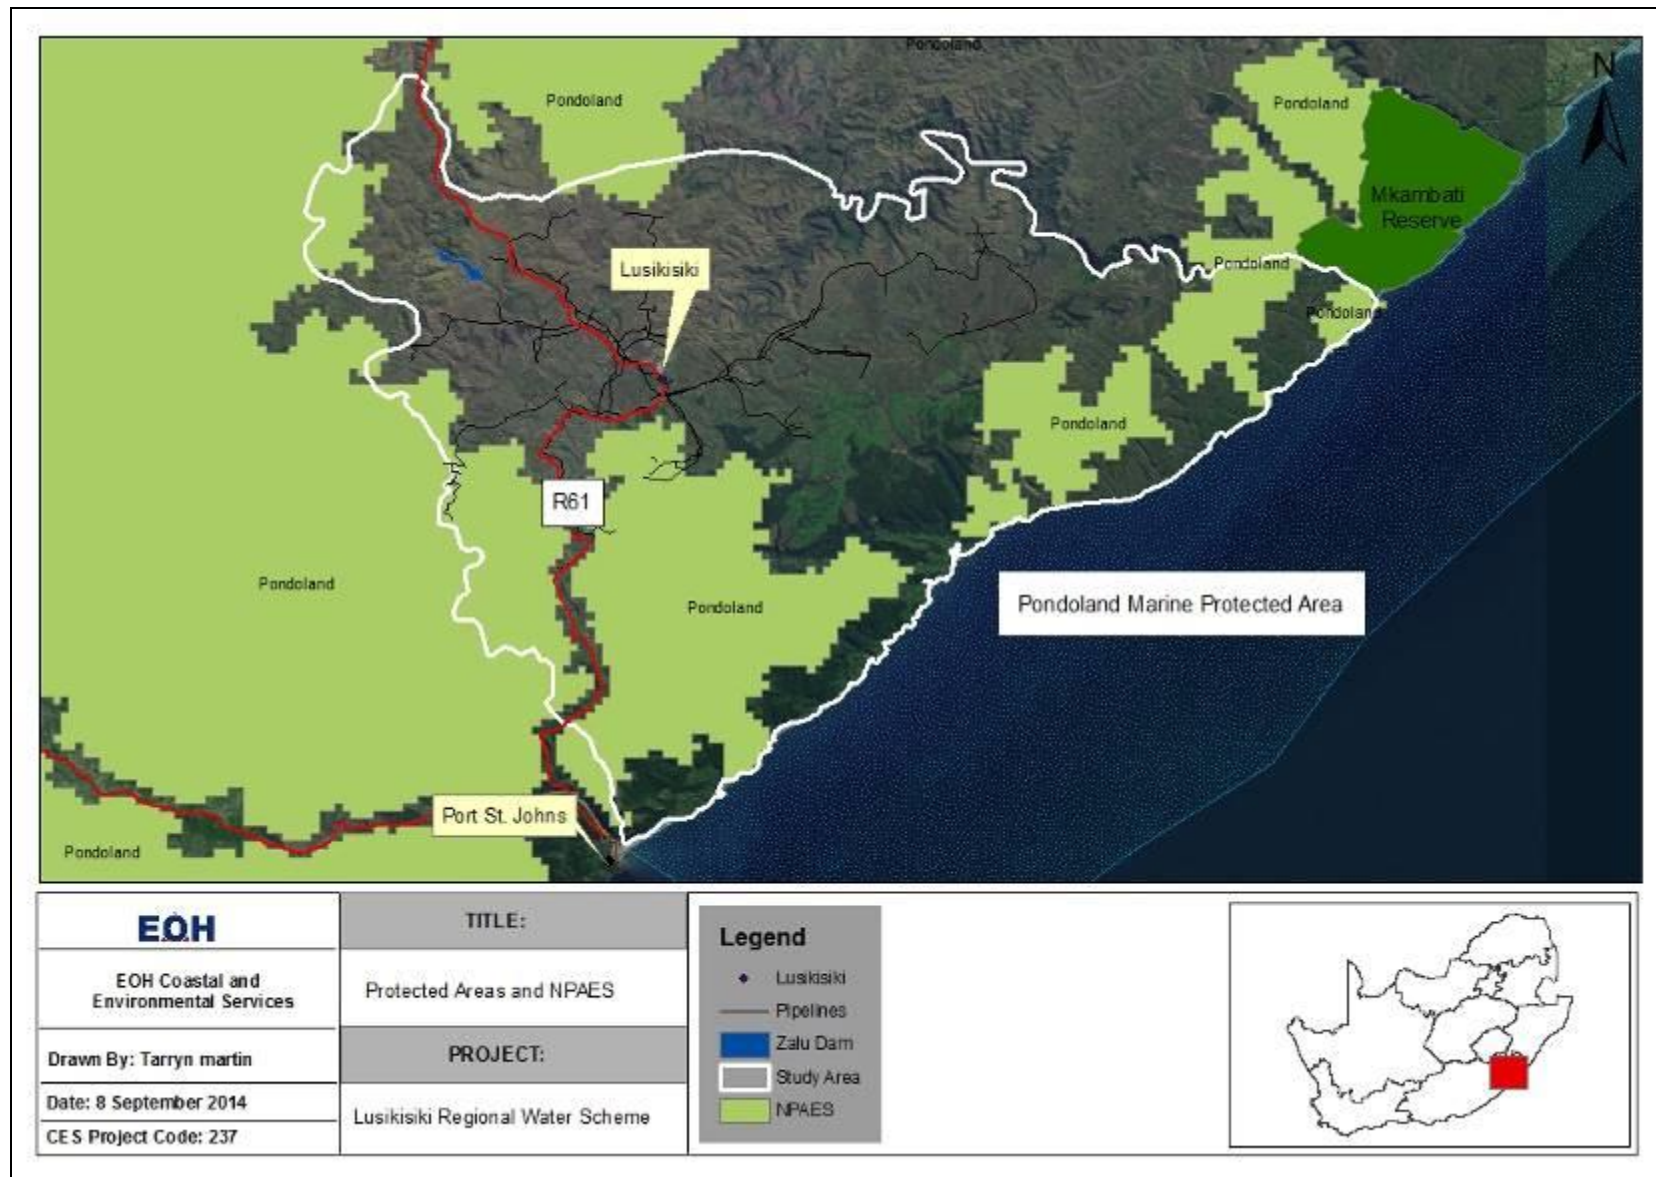 Pondoland
N
Pondoland
Pondoland
Mkambati
Reserve
Lusikisiki
Pondoland
Pondoland
Pondoland
R61
Pondoland
Pondoland
Pondoland Marine Protected Area
Port St. Johns
Pondoland
EOH
EOH Coastal and
Environmental Services
Drawn By: Tarryn martin
Date: 8 September 2014
CES Project Code: 237
TITLE:
Protected Areas and NPAES
PROJECT:
Lusikisiki Regional Water Scheme
Legend
Lusikisiki
Pipelines
Zalu Dam
Study Area
NPAES